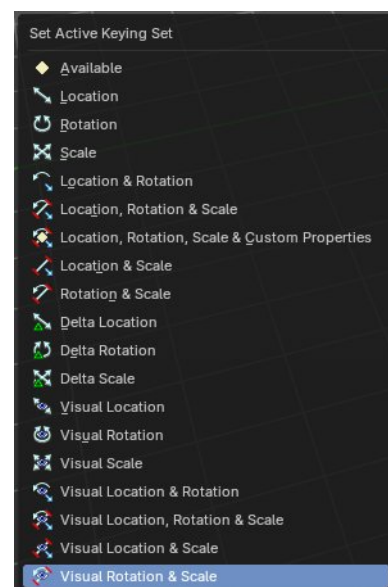 Set Active Keying Set
Available
Location
Rotation
Scale
Location & Rotation
Location, Rotation & Scale
Location, Rotation, Scale & Custom Properties
Location & Scale
Rotation & Scale
Delta Location
Delta Rotation
Delta Scale
Visual Location
Visual Rotation
Visual Scale
Visual Location & Rotation
Visual Location, Rotation & Scale
Visual Location & Scale
Visual Rotation & Scale